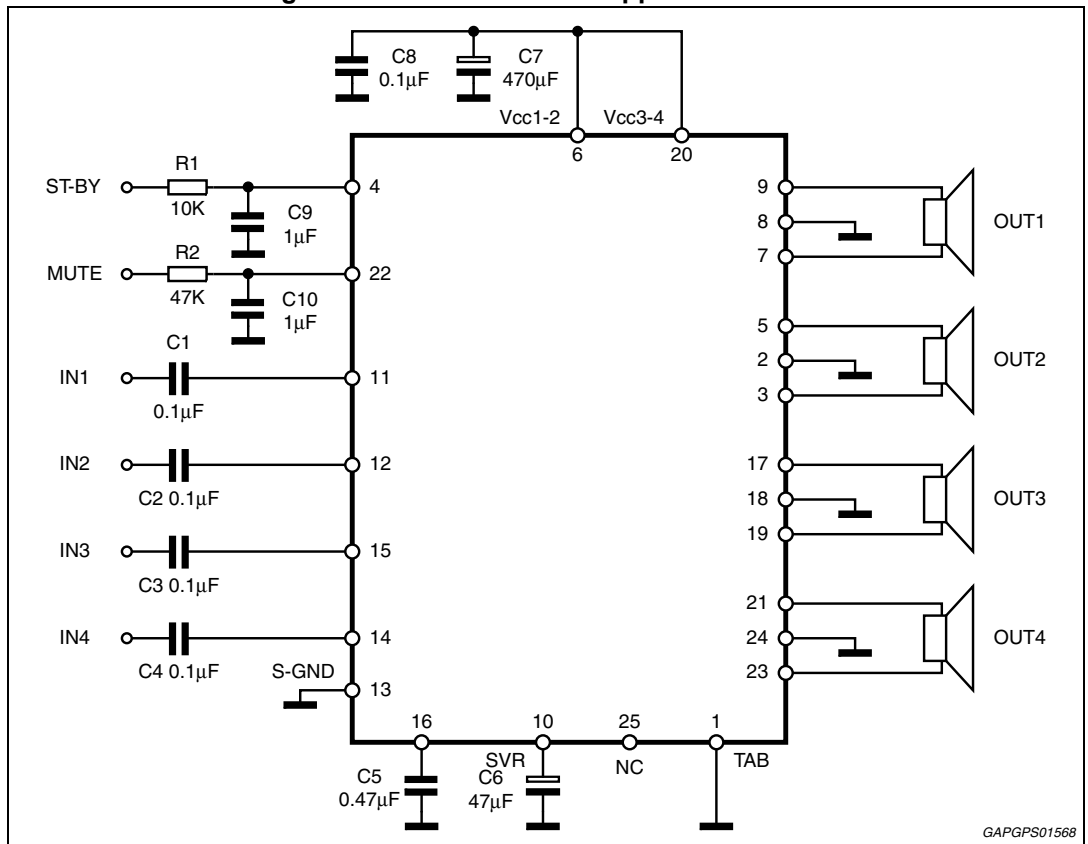 C8
0.1µF
C7
470µF
Vcc1-2
Vcc3-4
6
20
ST-BY
R1
10K
4
C9
1µF
MUTE
R2
47K
22
C10
1µF
IN1
C1
0.1µF
11
IN2
C2 0.1µF
12
IN3
C3 0.1µF
15
IN4
C4 0.1µF
14
S-GND
13
9
8
7
OUT1
5
2
3
OUT2
17
18
19
OUT3
21
24
23
OUT4
16
10
25
1
SVR
NC
TAB
C5
0.47µF
C6
47µF
GAPGPS01568